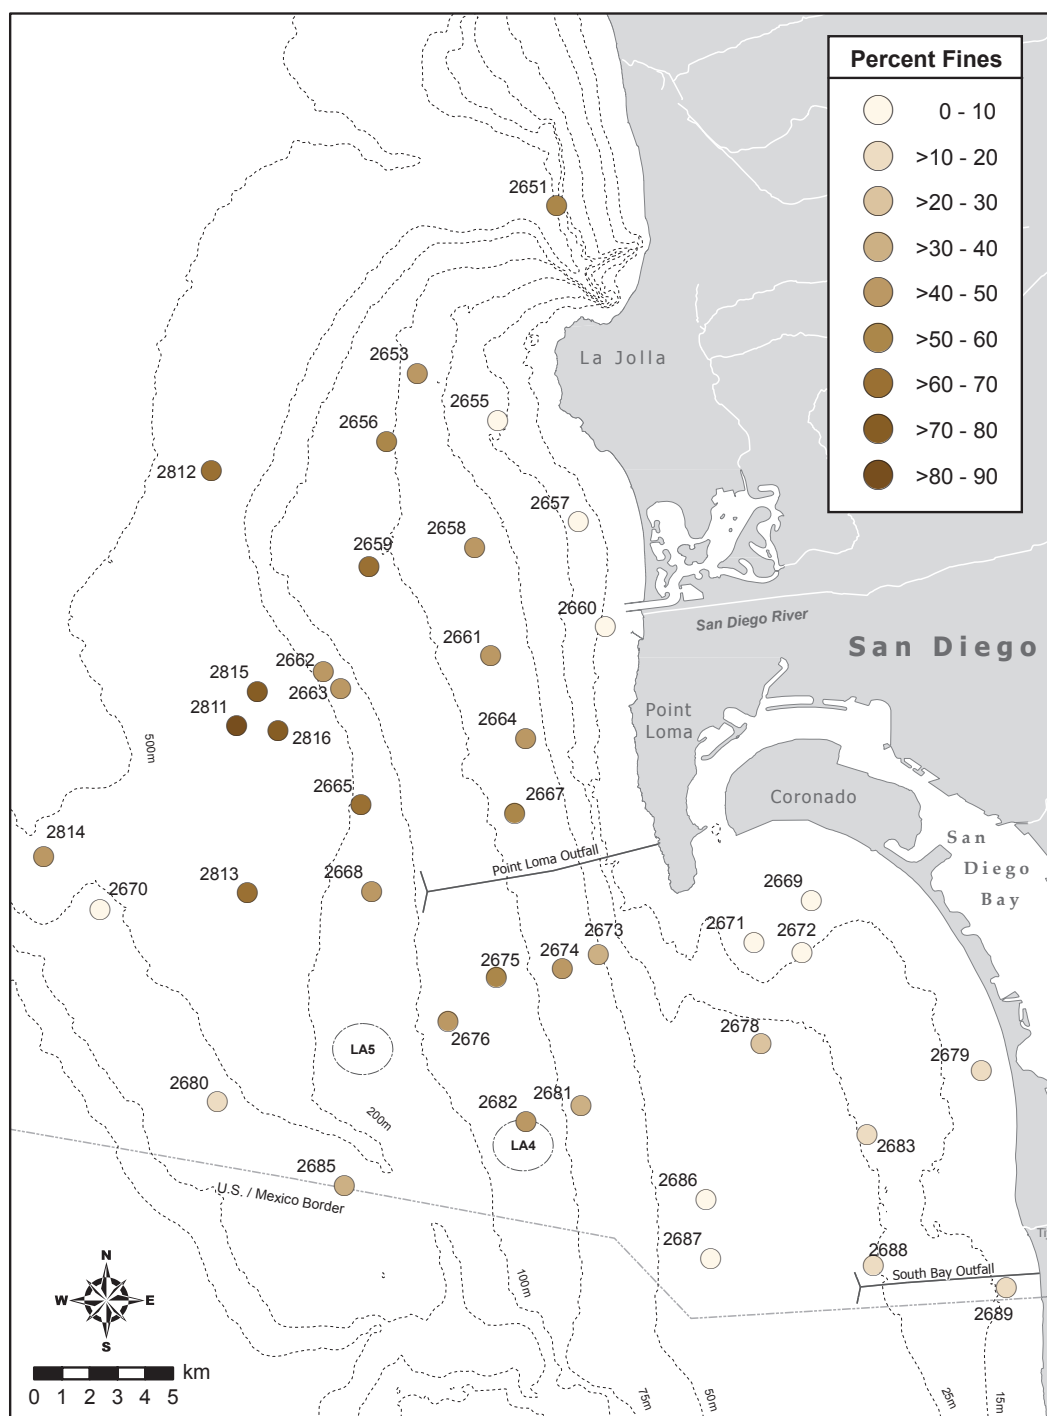 Percent Fines
0 - 10
>10 - 20
>20 - 30
>30 - 40
>40 - 50
>50 - 60
>60 - 70
>70 - 80
>80 - 90
2651
La Jolla
2653
2655
2656
2812
2657
2658
2659
2660
San Diego River
San Diego
2661
2662
2815
2663
2811
2816
2664
Point
Loma
500m
2665
2667
Coronado
2814
Point Loma Outfall
San
Diego
Bay
2813
2668
2670
2669
2671
2672
2673
2674
2675
2676
2678
LA5
2679
2680
200m
2681
2682
LA4
2683
2685
U.S. / Mexico Border
2686
2687
2688
South Bay Outfall
2689
100m
N
W
E
S
km
0 1 2 3 4 5
75m
50m
25m
15m